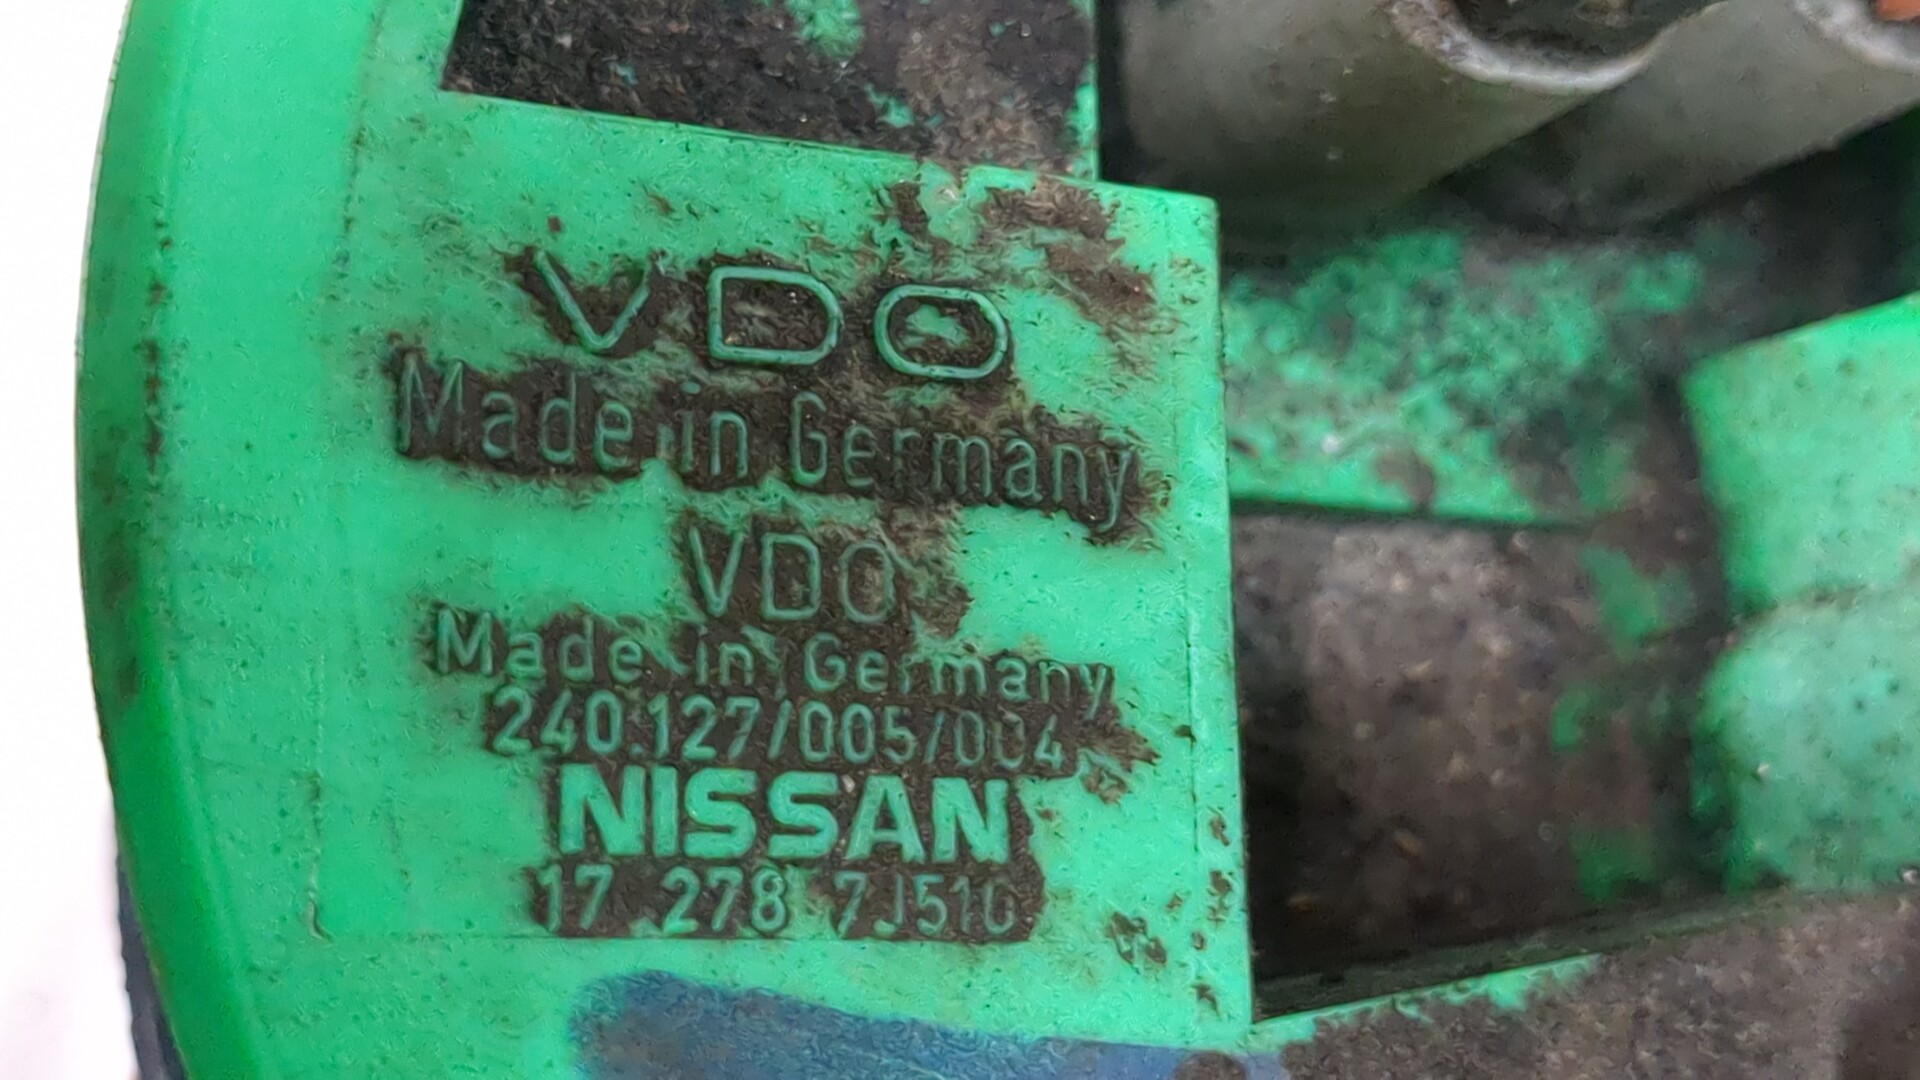 VDO
Made in Germany
VDO
Made in Germany
240.127/005/004
NISSAN
17 278 7J510